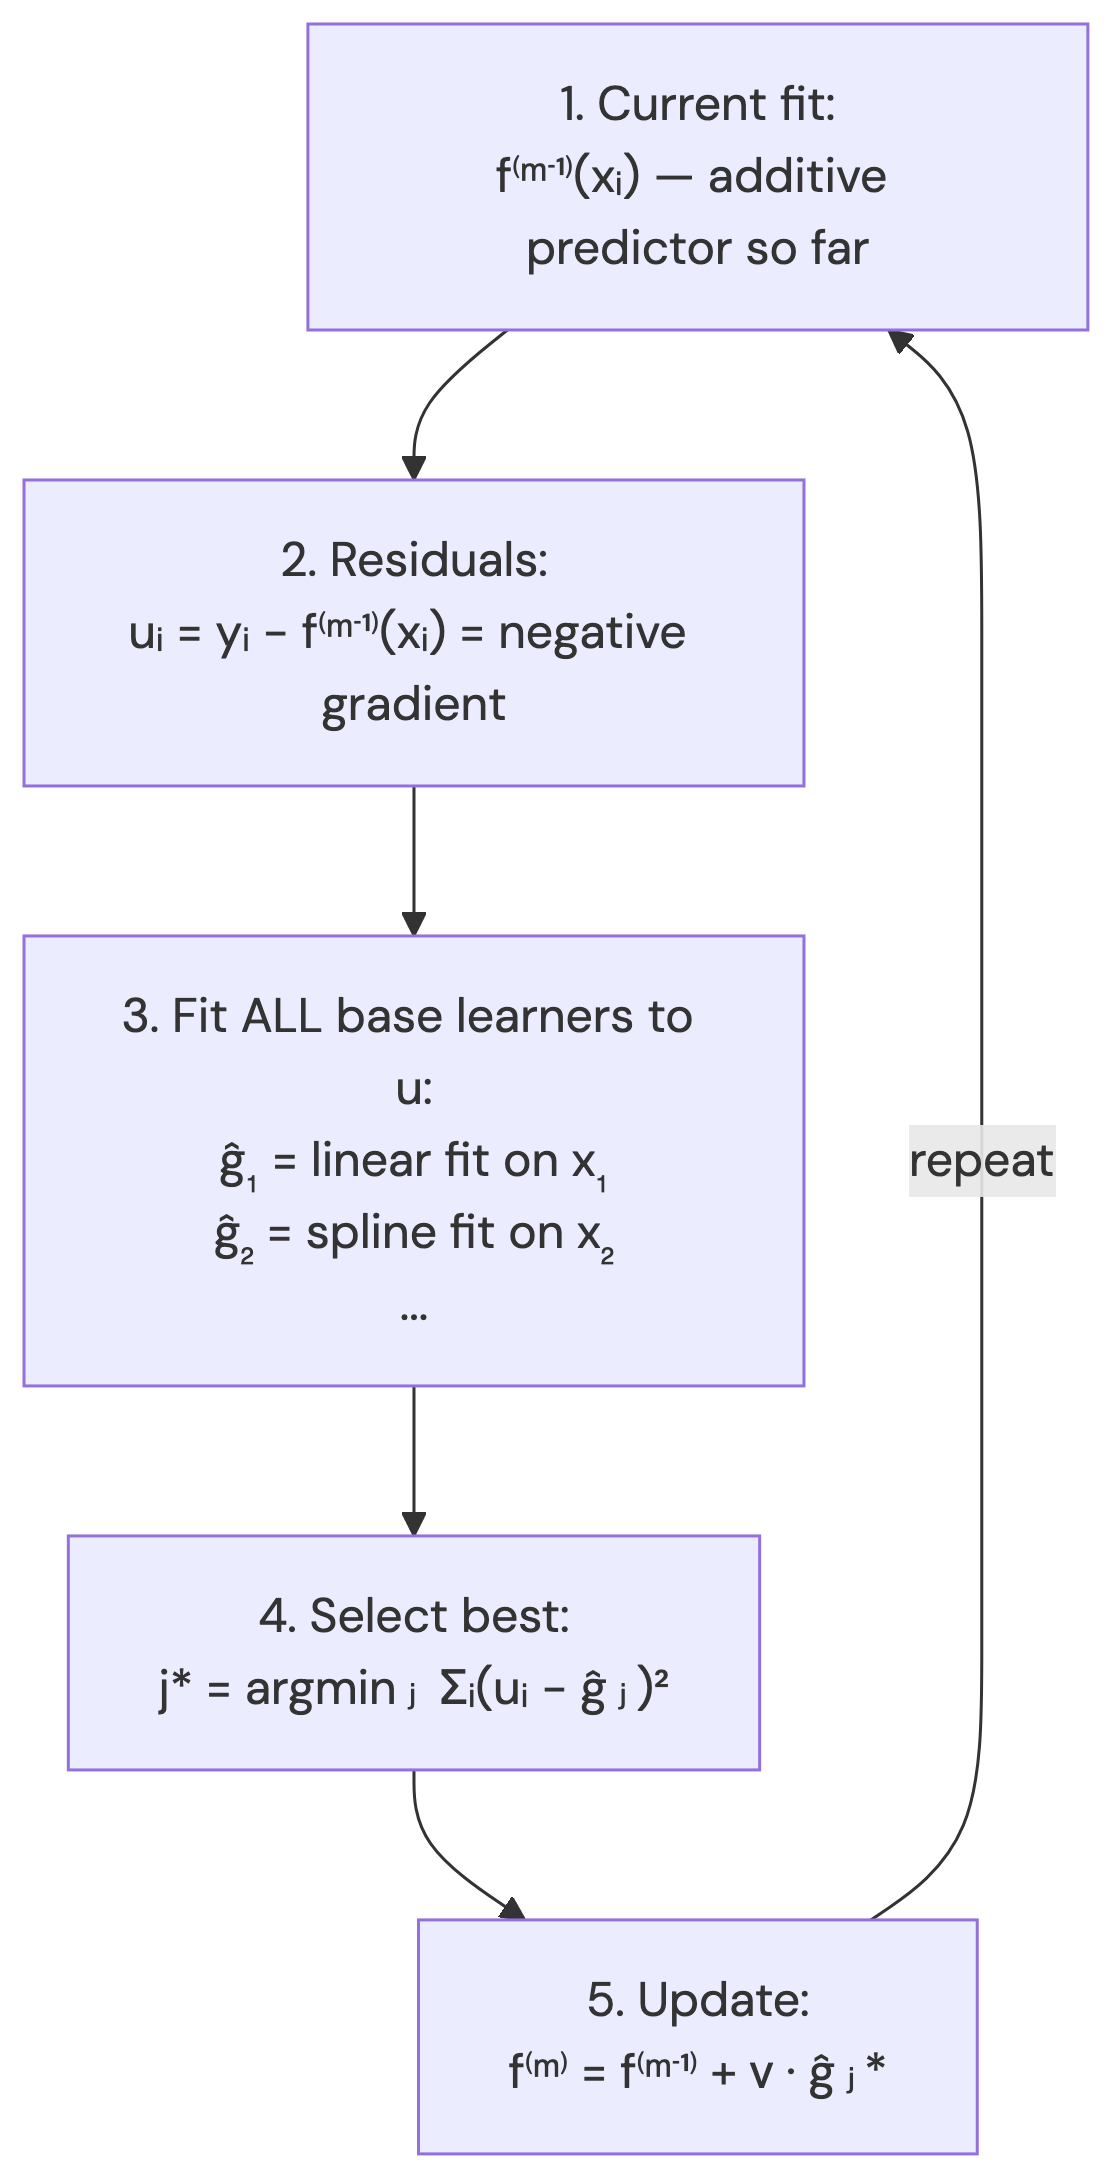 1. Current fit:
f⁽ᵐ⁻¹⁾(xᵢ) — additive
predictor so far
2. Residuals:
uᵢ = yᵢ − f⁽ᵐ⁻¹⁾(xᵢ) = negative
gradient
3. Fit ALL base learners to
u:
ĝ₁ = linear fit on x₁
ĝ₂ = spline fit on x₂
...
repeat
4. Select best:
j* = argmin ⱼ Σᵢ(uᵢ − ĝ ⱼ )²
5. Update:
f⁽ᵐ⁾ = f⁽ᵐ⁻¹⁾ + ν · ĝ ⱼ *